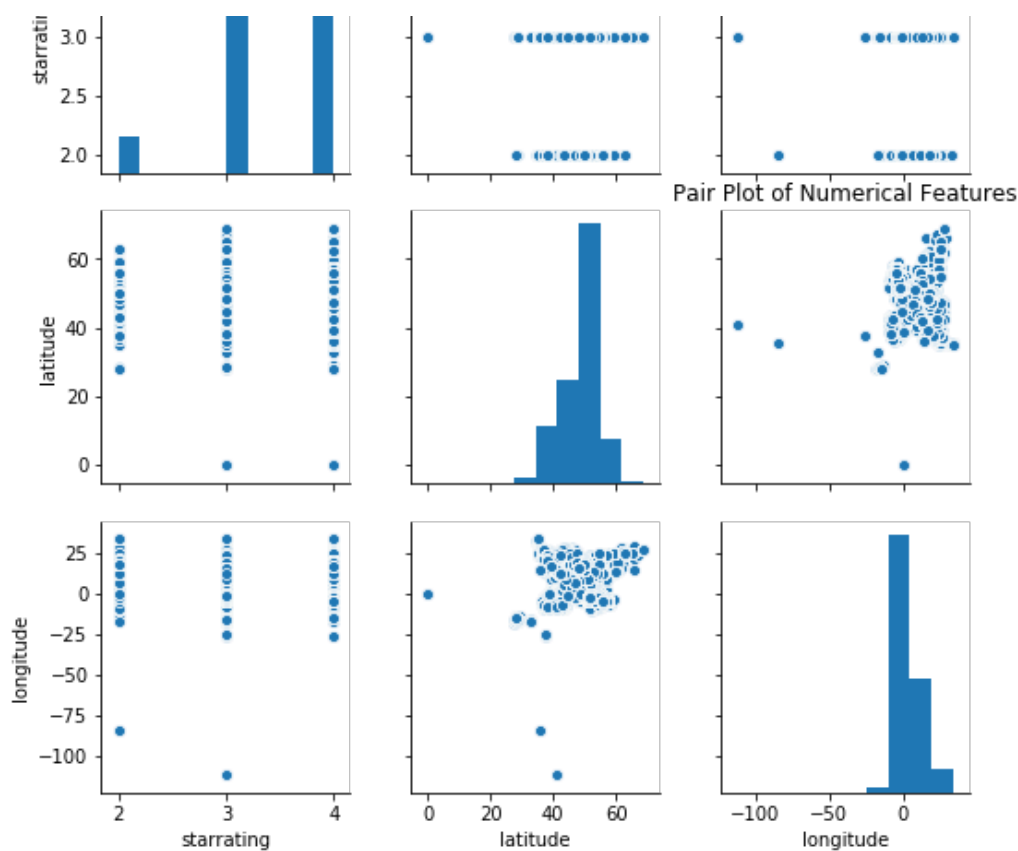 starrati
3.0
2.5
2.0
Pair Plot of Numerical Features
latitude
60
40
20
0
longitude
25
0
−25
−50
−75
−100
2 3 4
0 20 40 60
−100 −50 0
starrating
latitude
longitude